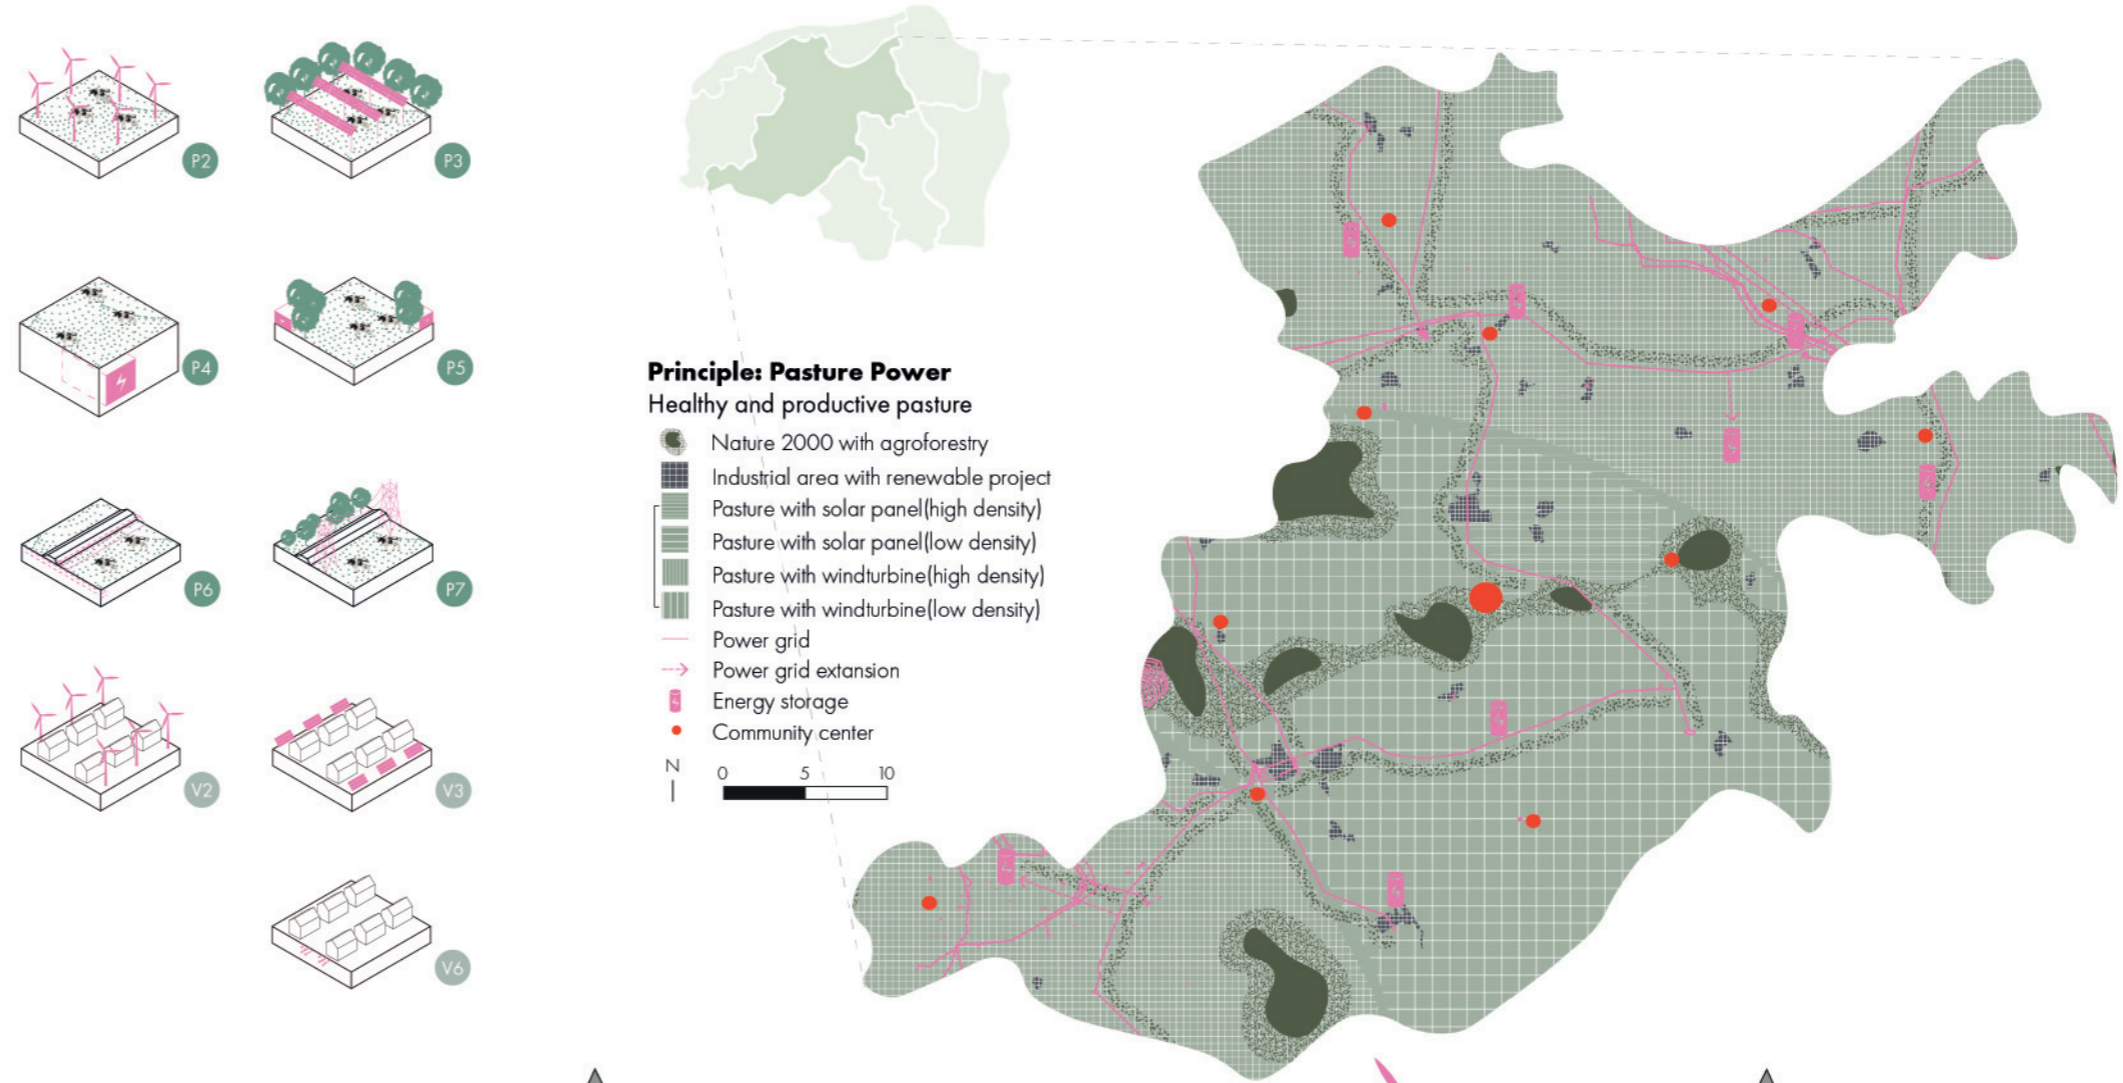 P2
P3
P4
P5
P6
P7
V2
V3
V6
Principle: Pasture Power
Healthy and productive pasture
Nature 2000 with agroforestry
Industrial area with renewable project
Pasture with solar panel(high density)
Pasture with solar panel(low density)
Pasture with windturbine(high density)
Pasture with windturbine(low density)
Power grid
Power grid extansion
Energy storage
Community center
N
0 5 10